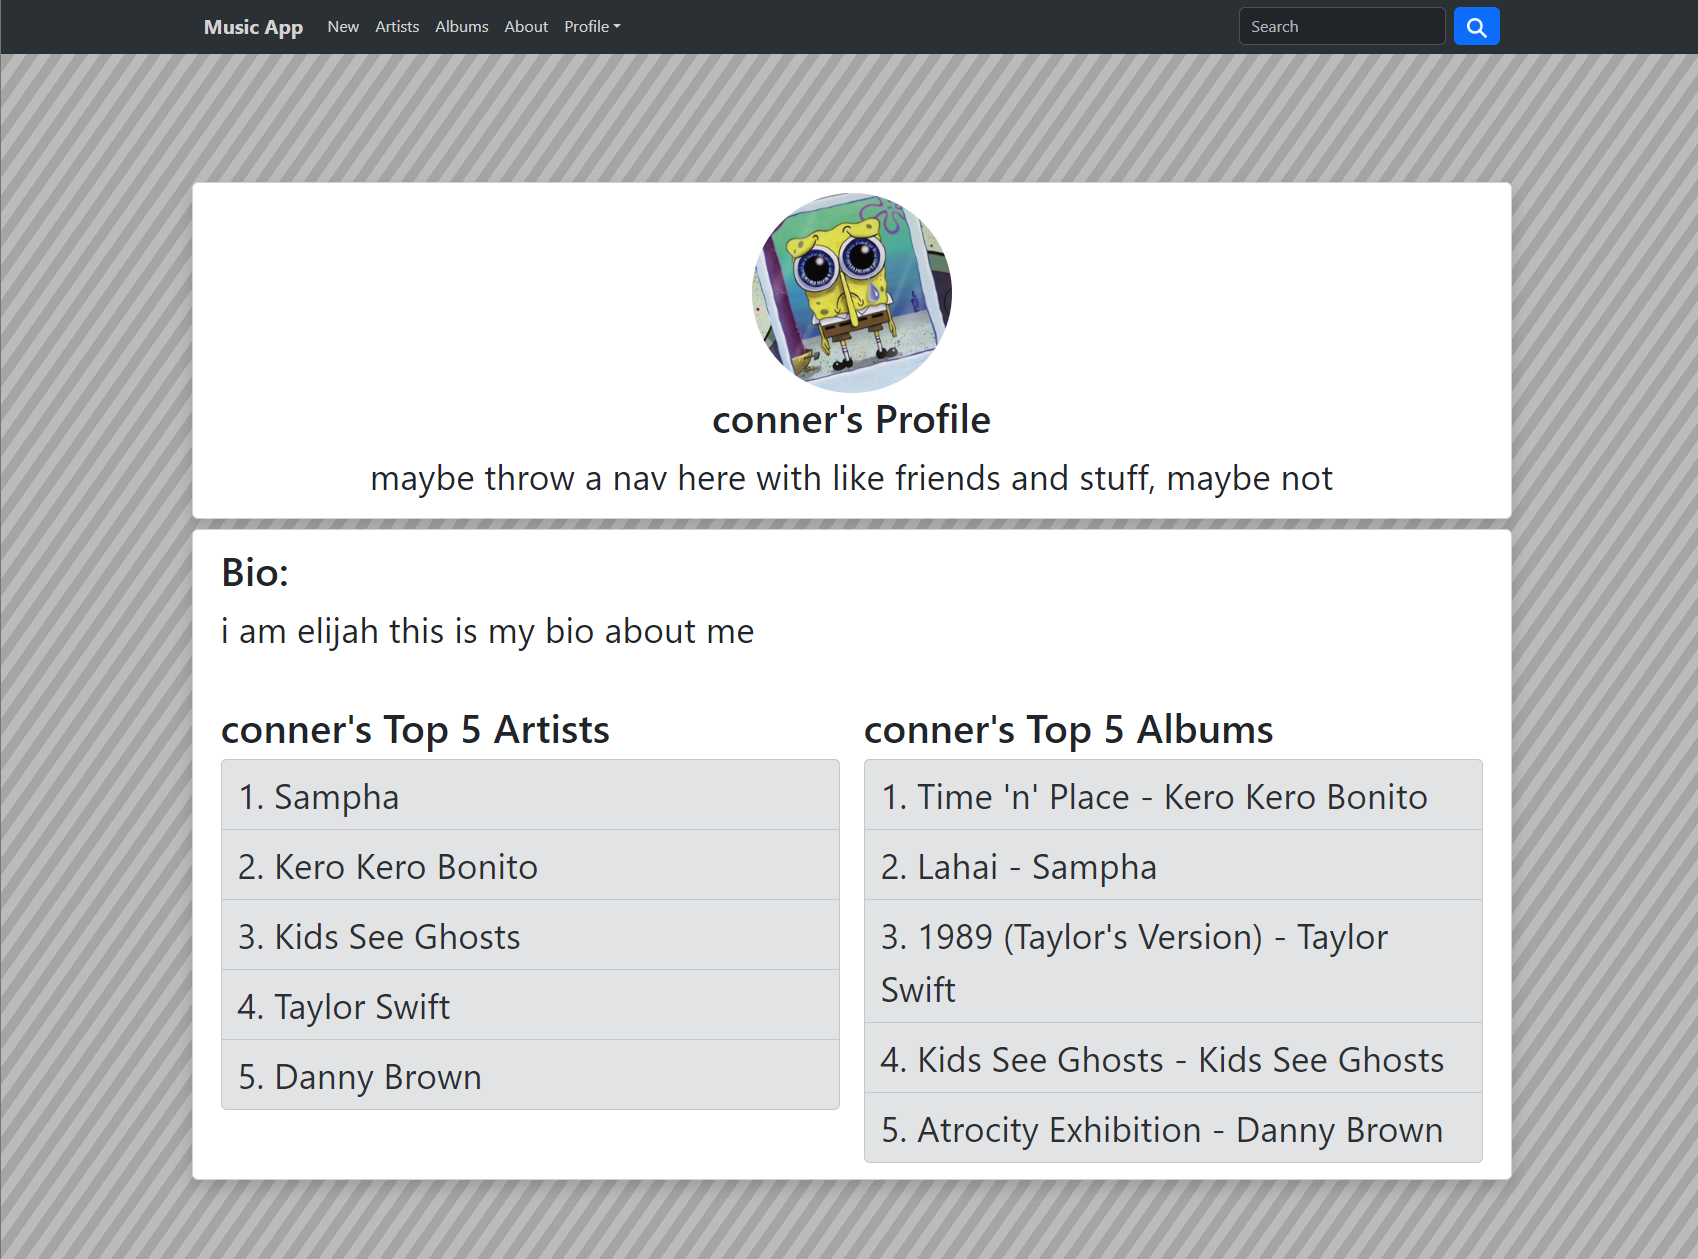 Music App New Artists Albums About Profile Search
conner's Profile
maybe throw a nav here with like friends and stuff, maybe not
Bio:
i am elijah this is my bio about me
conner's Top 5 Artists
1. Sampha
2. Kero Kero Bonito
3. Kids See Ghosts
4. Taylor Swift
5. Danny Brown
conner's Top 5 Albums
1. Time 'n' Place - Kero Kero Bonito
2. Lahai - Sampha
3. 1989 (Taylor's Version) - Taylor
Swift
4. Kids See Ghosts - Kids See Ghosts
5. Atrocity Exhibition - Danny Brown